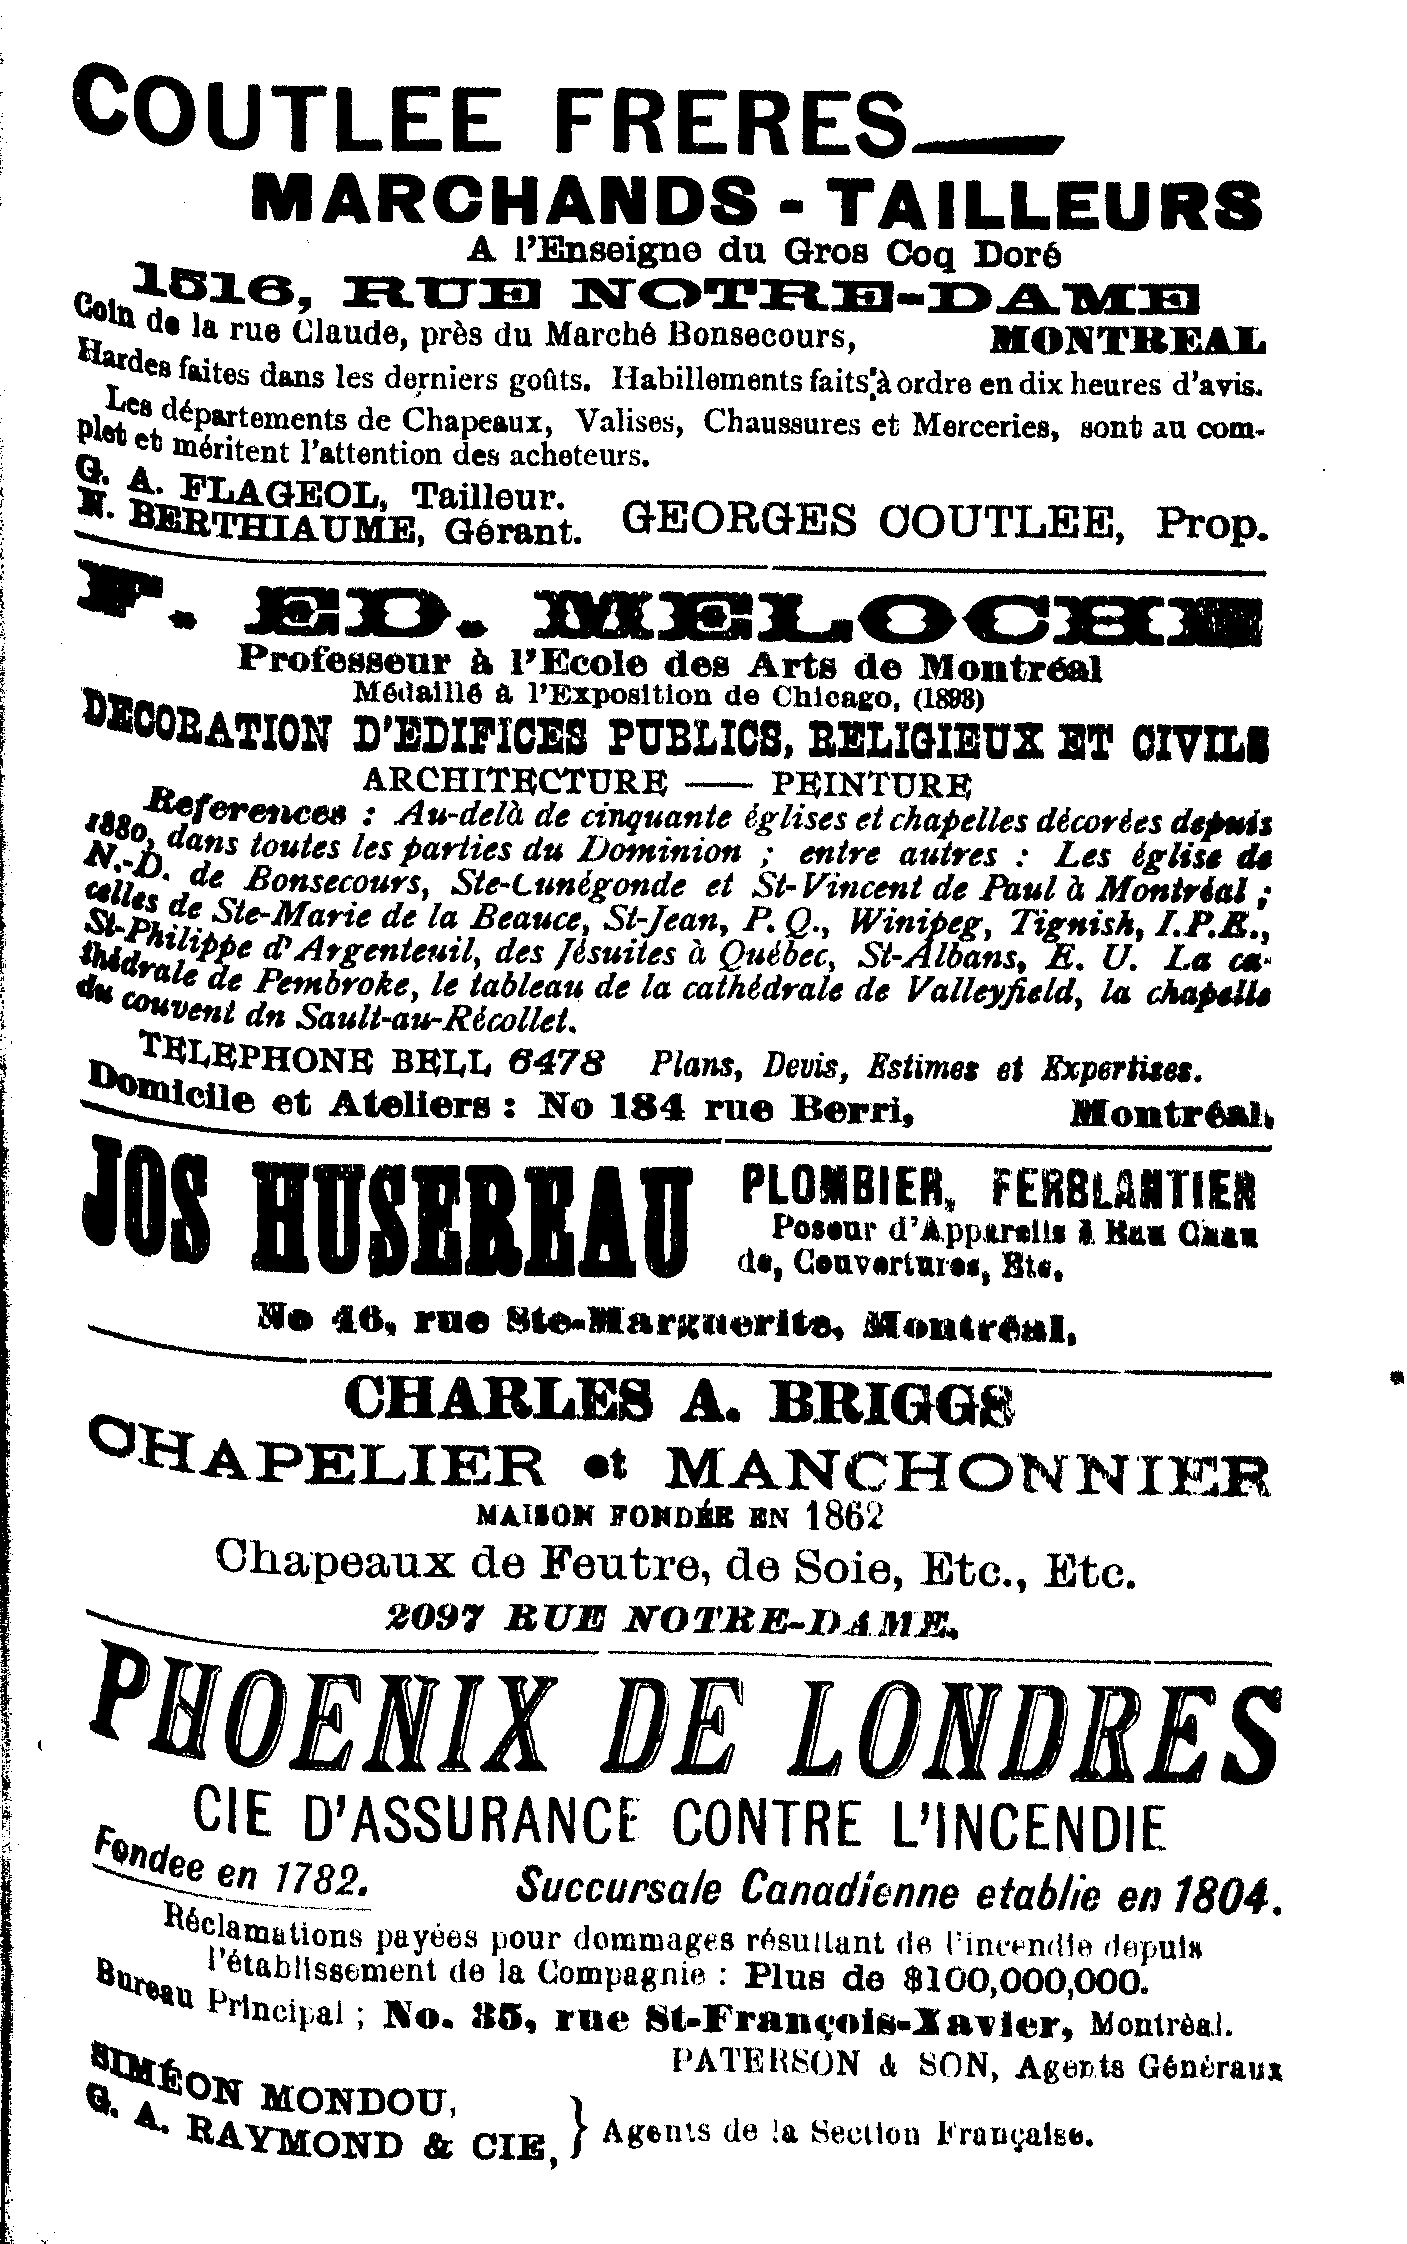 COUTLEE FRERES
MARCHANDS - TAILLEURS
A l'Enseigne du Gros Coq Doré
1516, RUE NOTRE-DAME
Coin de la rue Claude, près du Marché Bonsecours, MONTREAL
Hardes faites dans les derniers goûts. Habillements faits à ordre en dix heures d'avis.
Les départements de Chapeaux, Valises, Chaussures et Merceries, sont au com-
plet et méritent l'attention des acheteurs.
G. A. FLAGEOL, Tailleur.
N. BERTHIAUME, Gérant. GEORGES COUTLEE, Prop.
F. ED. MELOCHE
Professeur à l'Ecole des Arts de Montréal
Médaillé à l'Exposition de Chicago, (1893)
DECORATION D'EDIFICES PUBLICS, RELIGIEUX ET CIVILS
ARCHITECTURE — PEINTURE
References : Au-delà de cinquante églises et chapelles décorées depuis
1880, dans toutes les parties du Dominion ; entre autres : Les église de
N.-D. de Bonsecours, Ste-Cunégonde et St-Vincent de Paul à Montréal ;
celles de Ste-Marie de la Beauce, St-Jean, P. Q., Winipeg, Tignish, I.P.E.,
St-Philippe d'Argenteuil, des Jésuites à Québec, St-Albans, E. U. La ca-
thédrale de Pembroke, le tableau de la cathédrale de Valleyfield, la chapelle
du couvent dn Sault-au-Récollet.
TELEPHONE BELL 6478 Plans, Devis, Estimes et Expertises.
Domicile et Ateliers : No 184 rue Berri, Montréal.
JOS HUSEREAU PLOMBIER, FERBLANTIER
Poseur d'Appareils à Eau Chau
de, Couvertures, Etc.
No 46, rue Ste-Marguerite, Montréal,
CHARLES A. BRIGGS
CHAPELIER et MANCHONNIER
MAISON FONDÉE EN 1862
Chapeaux de Feutre, de Soie, Etc., Etc.
2097 RUE NOTRE-DAME.
PHOENIX DE LONDRES
CIE D'ASSURANCE CONTRE L'INCENDIE
Fondee en 1782. Succursale Canadienne etablie en 1804.
Réclamations payées pour dommages résultant de l'incendie depuis
l'établissement de la Compagnie : Plus de $100,000,000.
Bureau Principal ; No. 35, rue St-François-Xavier, Montréal.
PATERSON & SON, Agents Généraux
SIMÉON MONDOU,
G. A. RAYMOND & CIE, } Agents de la Section Française.